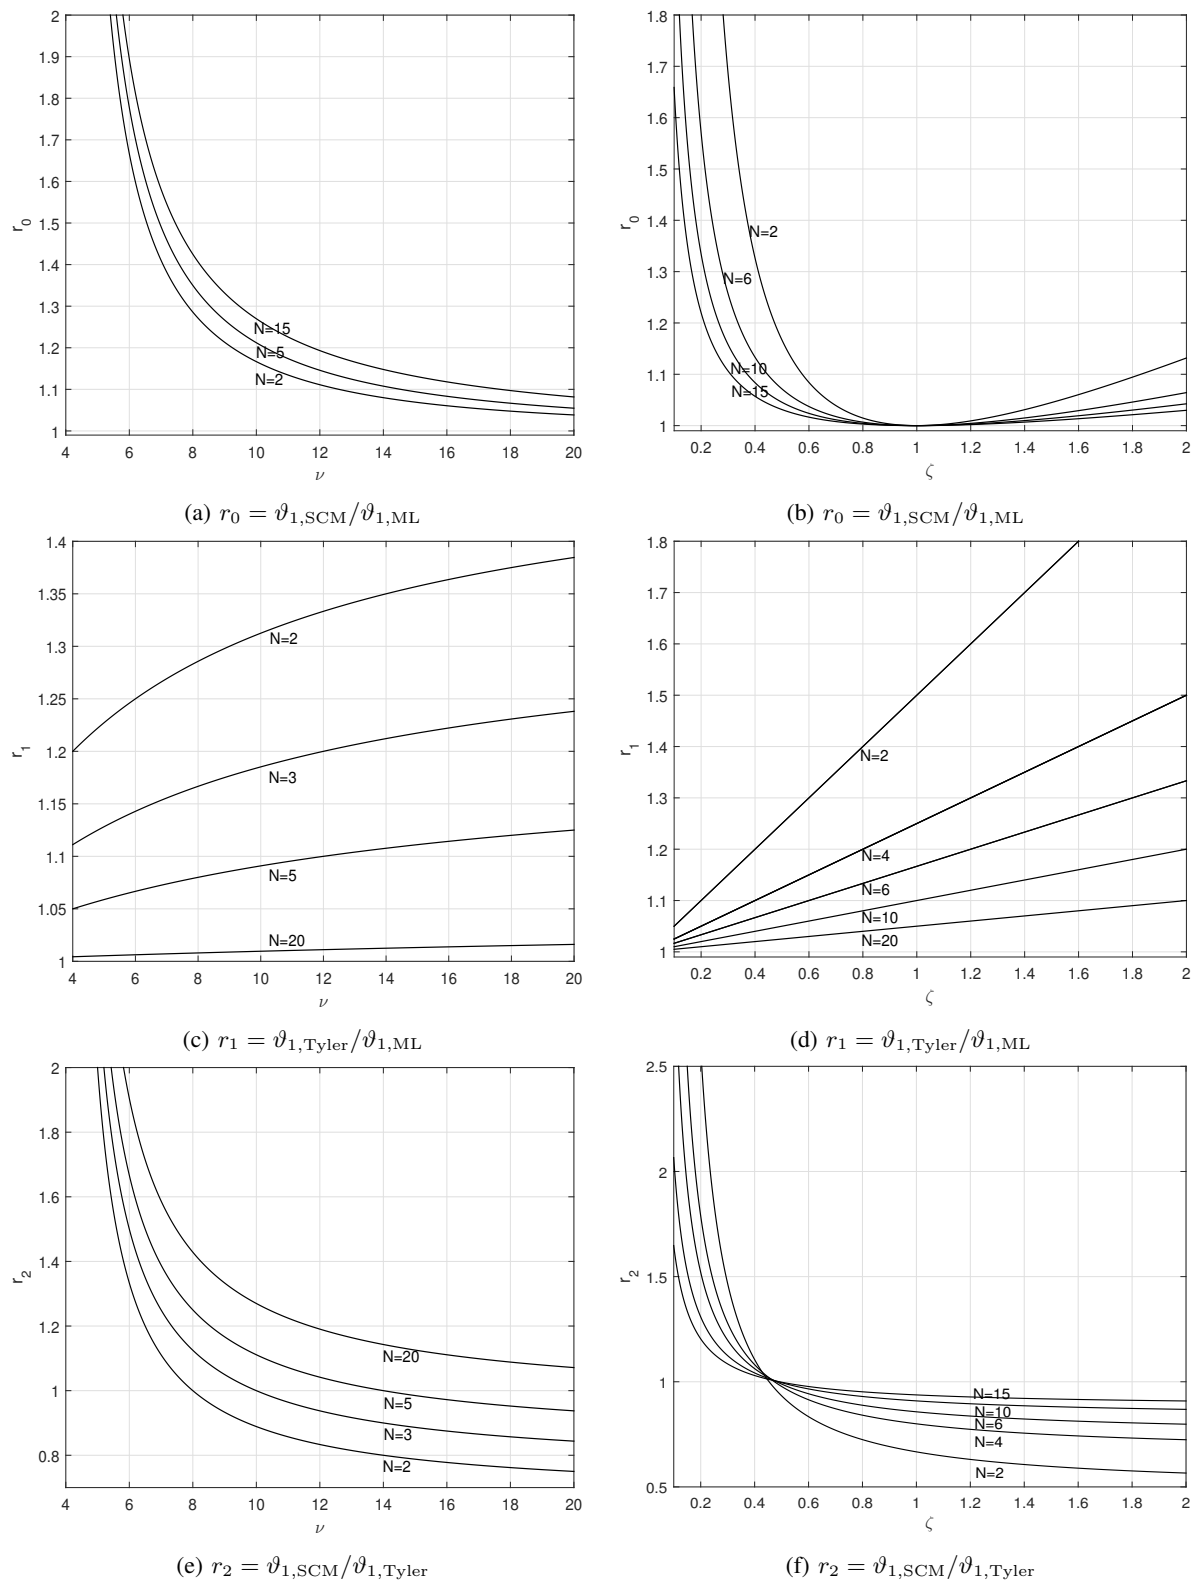 2
1.9
1.8
1.7
1.6
1.5
1.4
1.3
1.2
1.1
1
r₀
N=15
N=5
N=2
4 6 8 10 12 14 16 18 20
ν
(a) r₀ = ϑ₁,SCM/ϑ₁,ML
1.8
1.7
1.6
1.5
1.4
1.3
1.2
1.1
1
r₀
N=2
N=6
N=10
N=15
0.2 0.4 0.6 0.8 1 1.2 1.4 1.6 1.8 2
ζ
(b) r₀ = ϑ₁,SCM/ϑ₁,ML
1.4
1.35
1.3
1.25
1.2
1.15
1.1
1.05
1
r₁
N=2
N=3
N=5
N=20
4 6 8 10 12 14 16 18 20
ν
(c) r₁ = ϑ₁,Tyler/ϑ₁,ML
1.8
1.7
1.6
1.5
1.4
1.3
1.2
1.1
1
r₁
N=2
N=4
N=6
N=10
N=20
0.2 0.4 0.6 0.8 1 1.2 1.4 1.6 1.8 2
ζ
(d) r₁ = ϑ₁,Tyler/ϑ₁,ML
2
1.8
1.6
1.4
1.2
1
0.8
r₂
N=20
N=5
N=3
N=2
4 6 8 10 12 14 16 18 20
ν
(e) r₂ = ϑ₁,SCM/ϑ₁,Tyler
2.5
2
1.5
1
0.5
r₂
N=15
N=10
N=6
N=4
N=2
0.2 0.4 0.6 0.8 1 1.2 1.4 1.6 1.8 2
ζ
(f) r₂ = ϑ₁,SCM/ϑ₁,Tyler